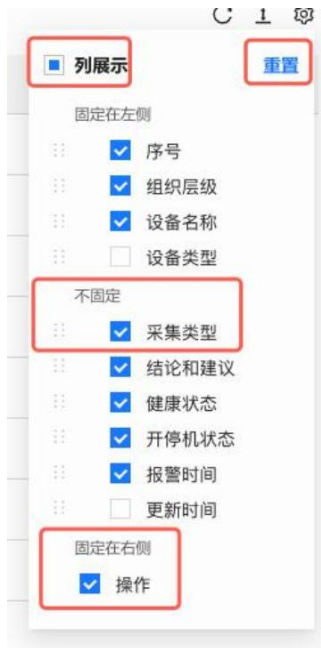 列展示 重置
固定在左侧
序号
组织层级
设备名称
设备类型
不固定
采集类型
结论和建议
健康状态
开停机状态
报警时间
更新时间
固定在右侧
操作